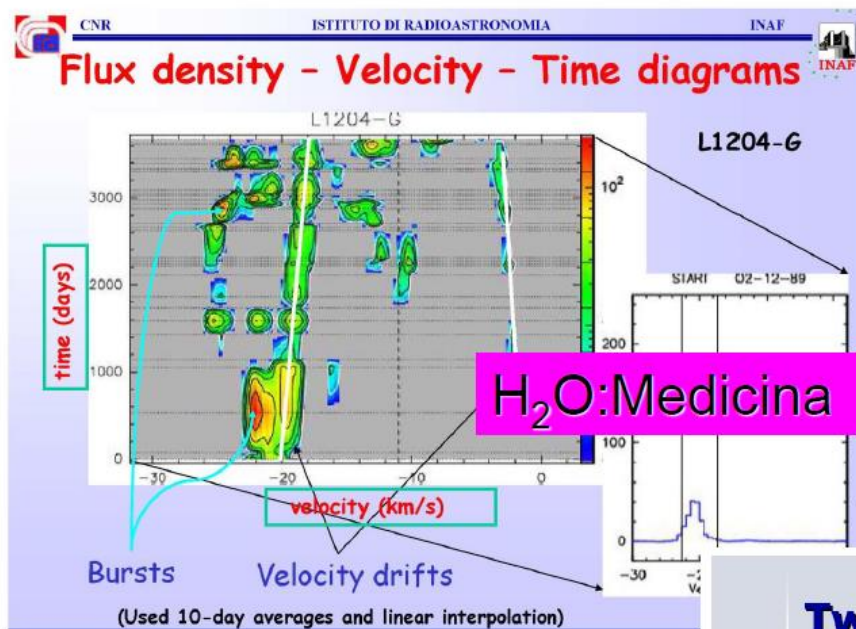 CNR ISTITUTO DI RADIOASTRONOMIA INAF
Flux density – Velocity – Time diagrams
INAF
L1204-G
L1204-G
10²
3000
2000
1000
0
time (days)
-30 -20 -10 0
velocity (km/s)
START 02-12-89
200
H₂O:Medicina
100
0
-30
Bursts Velocity drifts
(Used 10-day averages and linear interpolation)